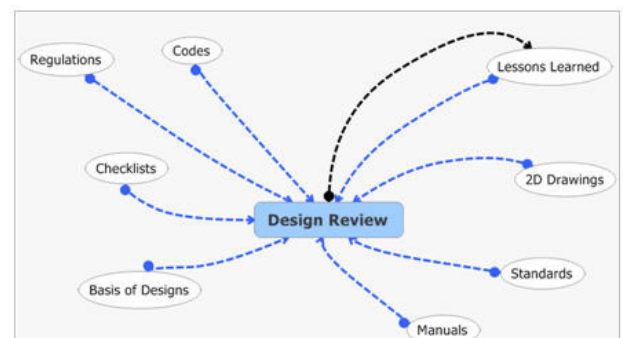 Codes
Regulations
Lessons Learned
Checklists
2D Drawings
Design Review
Standards
Basis of Designs
Manuals